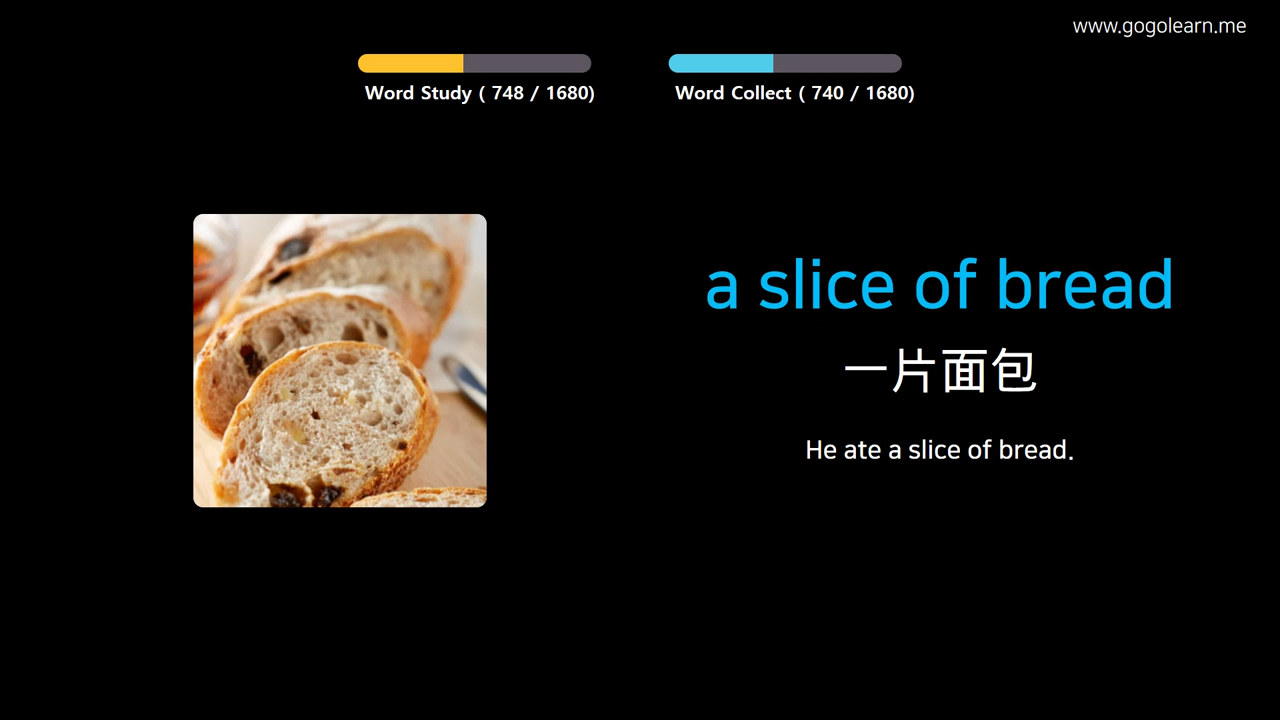 www.gogolearn.me
Word Study ( 748 / 1680)
Word Collect ( 740 / 1680)
a slice of bread
一片面包
He ate a slice of bread.